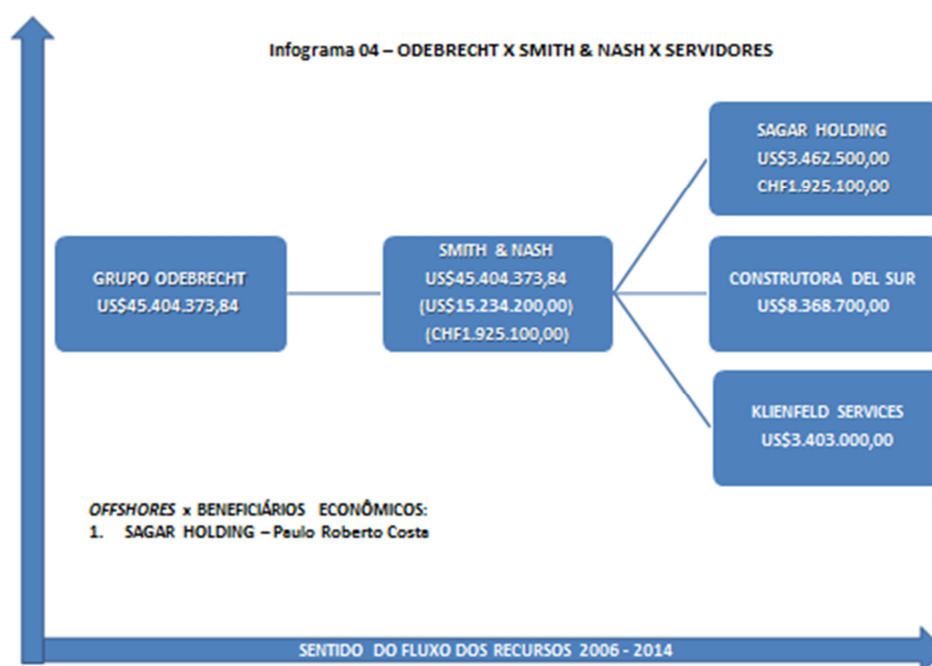 Infograma 04 – ODEBRECHT X SMITH & NASH X SERVIDORES
SAGAR HOLDING
US$3.462.500,00
CHF1.925.100,00
GRUPO ODEBRECHT
US$45.404.373,84
SMITH & NASH
US$45.404.373,84
(US$15.234.200,00)
(CHF1.925.100,00)
CONSTRUTORA DEL SUR
US$8.368.700,00
KLIENFELD SERVICES
US$3.403.000,00
OFFSHORES x BENEFICIÁRIOS ECONÔMICOS:
1. SAGAR HOLDING – Paulo Roberto Costa
SENTIDO DO FLUXO DOS RECURSOS 2006 - 2014